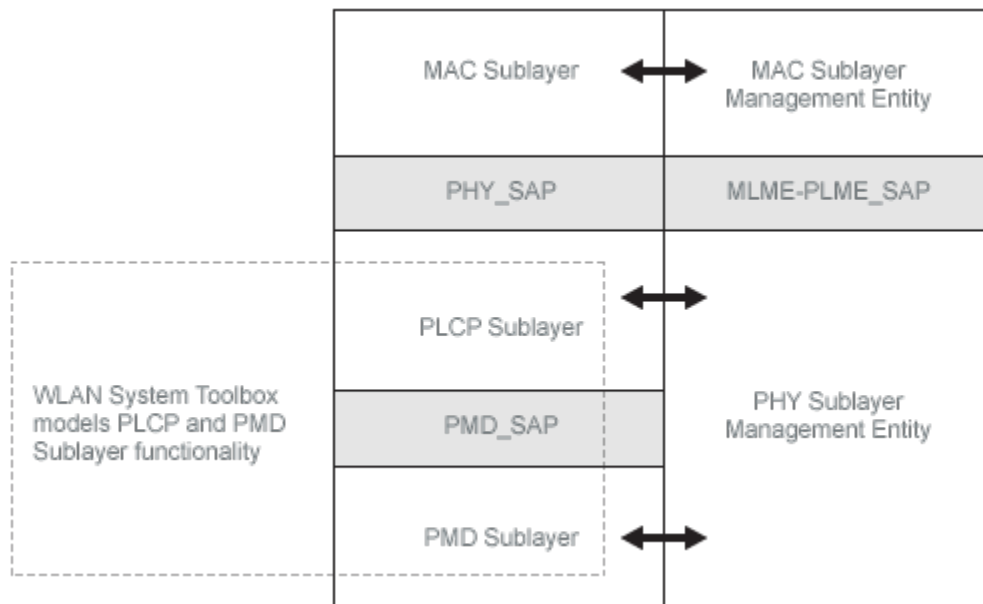 MAC Sublayer
MAC Sublayer
Management Entity
PHY_SAP
MLME-PLME_SAP
PLCP Sublayer
WLAN System Toolbox
models PLCP and PMD
Sublayer functionality
PMD_SAP
PHY Sublayer
Management Entity
PMD Sublayer